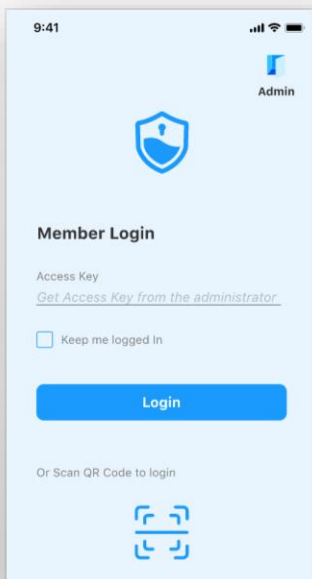 9:41
Admin
Member Login
Access Key
Get Access Key from the administrator
Keep me logged In
Login
Or Scan QR Code to login